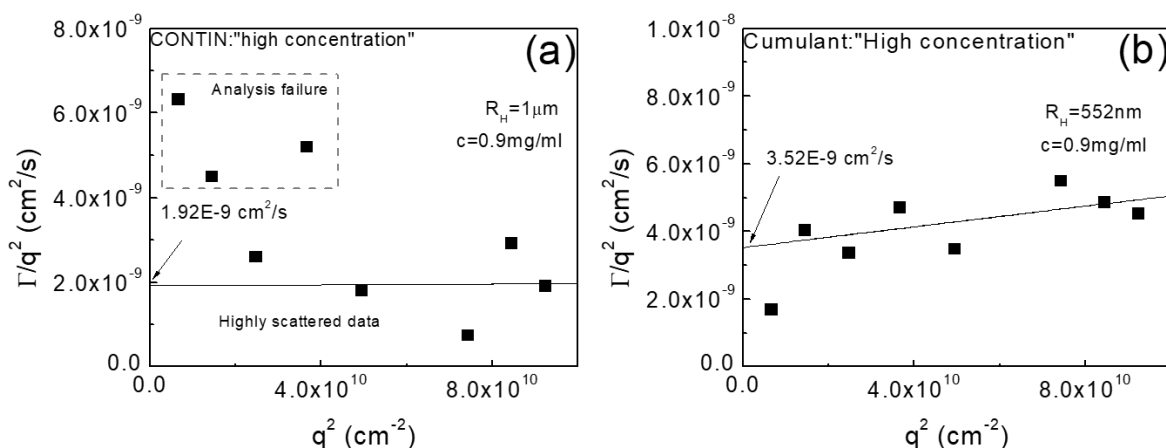 CONTIN:"high concentration"
(a)
Analysis failure
R_H=1μm
c=0.9mg/ml
1.92E-9 cm²/s
Highly scattered data
8.0x10⁻⁹
6.0x10⁻⁹
4.0x10⁻⁹
2.0x10⁻⁹
0.0
Γ/q² (cm²/s)
0.0
4.0x10¹⁰
8.0x10¹⁰
q² (cm⁻²)
Cumulant:"High concentration"
(b)
R_H=552nm
c=0.9mg/ml
3.52E-9 cm²/s
1.0x10⁻⁸
8.0x10⁻⁹
6.0x10⁻⁹
4.0x10⁻⁹
2.0x10⁻⁹
0.0
Γ/q² (cm²/s)
0.0
4.0x10¹⁰
8.0x10¹⁰
q² (cm⁻²)